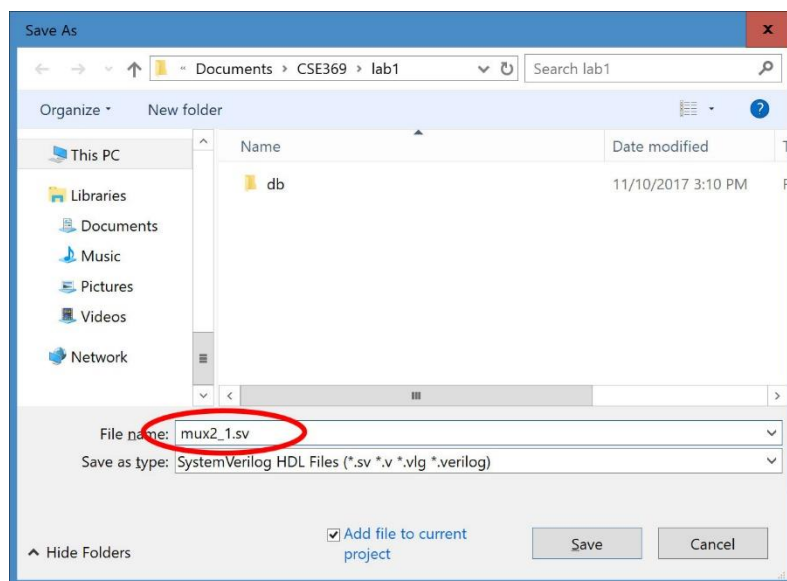 Save As
« Documents › CSE369 › lab1
Search lab1
Organize
New folder
This PC
Libraries
Documents
Music
Pictures
Videos
Network
Name
Date modified
db
11/10/2017 3:10 PM
File name: mux2_1.sv
Save as type: SystemVerilog HDL Files (*.sv *.v *.vlg *.verilog)
Hide Folders
Add file to current
project
Save
Cancel